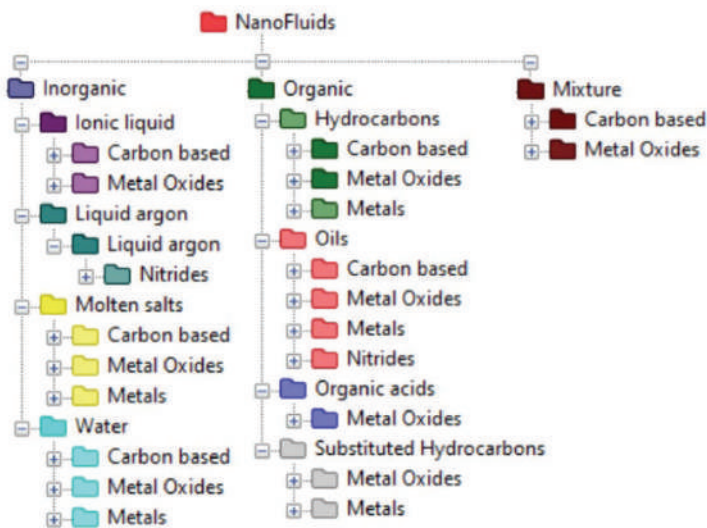 NanoFluids
Inorganic
Ionic liquid
Carbon based
Metal Oxides
Liquid argon
Liquid argon
Nitrides
Molten salts
Carbon based
Metal Oxides
Metals
Water
Carbon based
Metal Oxides
Metals
Organic
Hydrocarbons
Carbon based
Metal Oxides
Metals
Oils
Carbon based
Metal Oxides
Metals
Nitrides
Organic acids
Metal Oxides
Substituted Hydrocarbons
Metal Oxides
Metals
Mixture
Carbon based
Metal Oxides